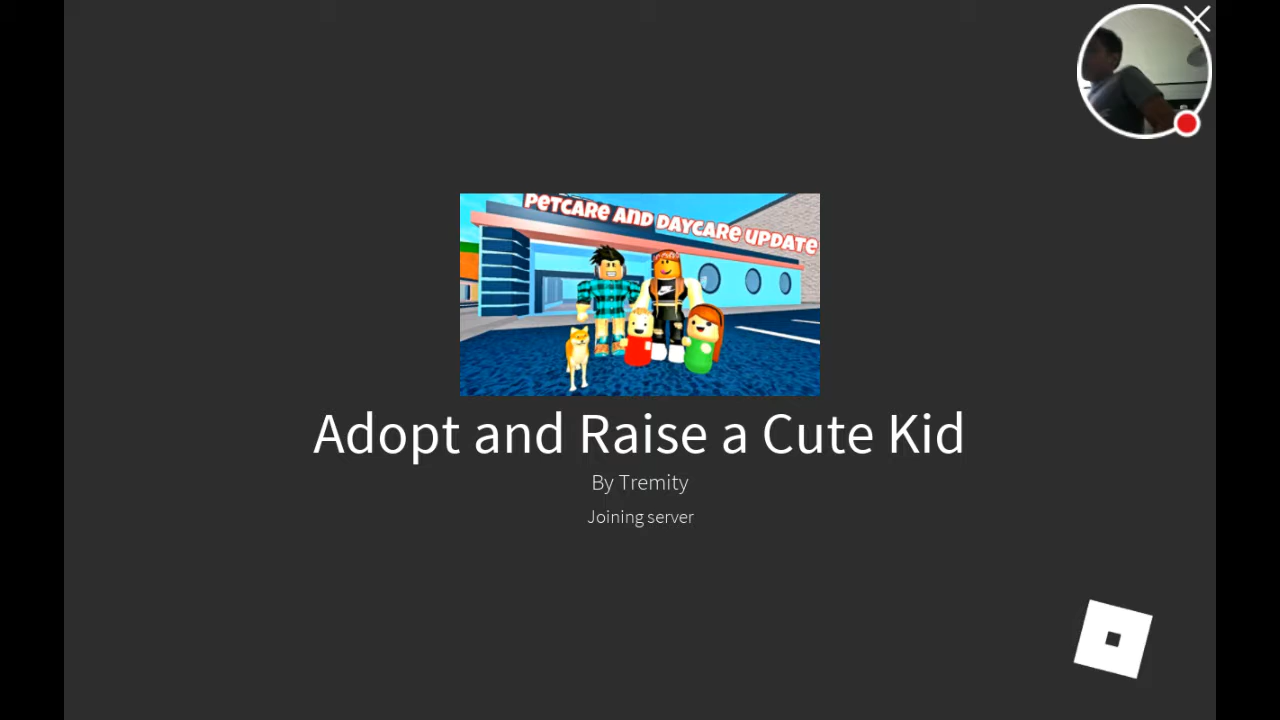 PETCARE AND DAYCARE UPDATE
Adopt and Raise a Cute Kid
By Tremity
Joining server